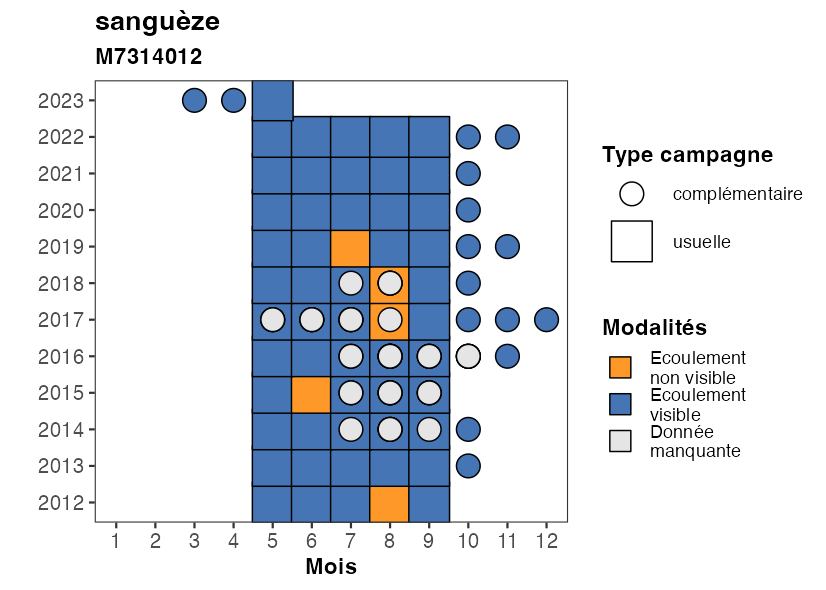 sanguèze
M7314012
2023
2022
2021
2020
2019
2018
2017
2016
2015
2014
2013
2012
1 2 3 4 5 6 7 8 9 10 11 12
Mois
Type campagne
complémentaire
usuelle
Modalités
Ecoulement
non visible
Ecoulement
visible
Donnée
manquante